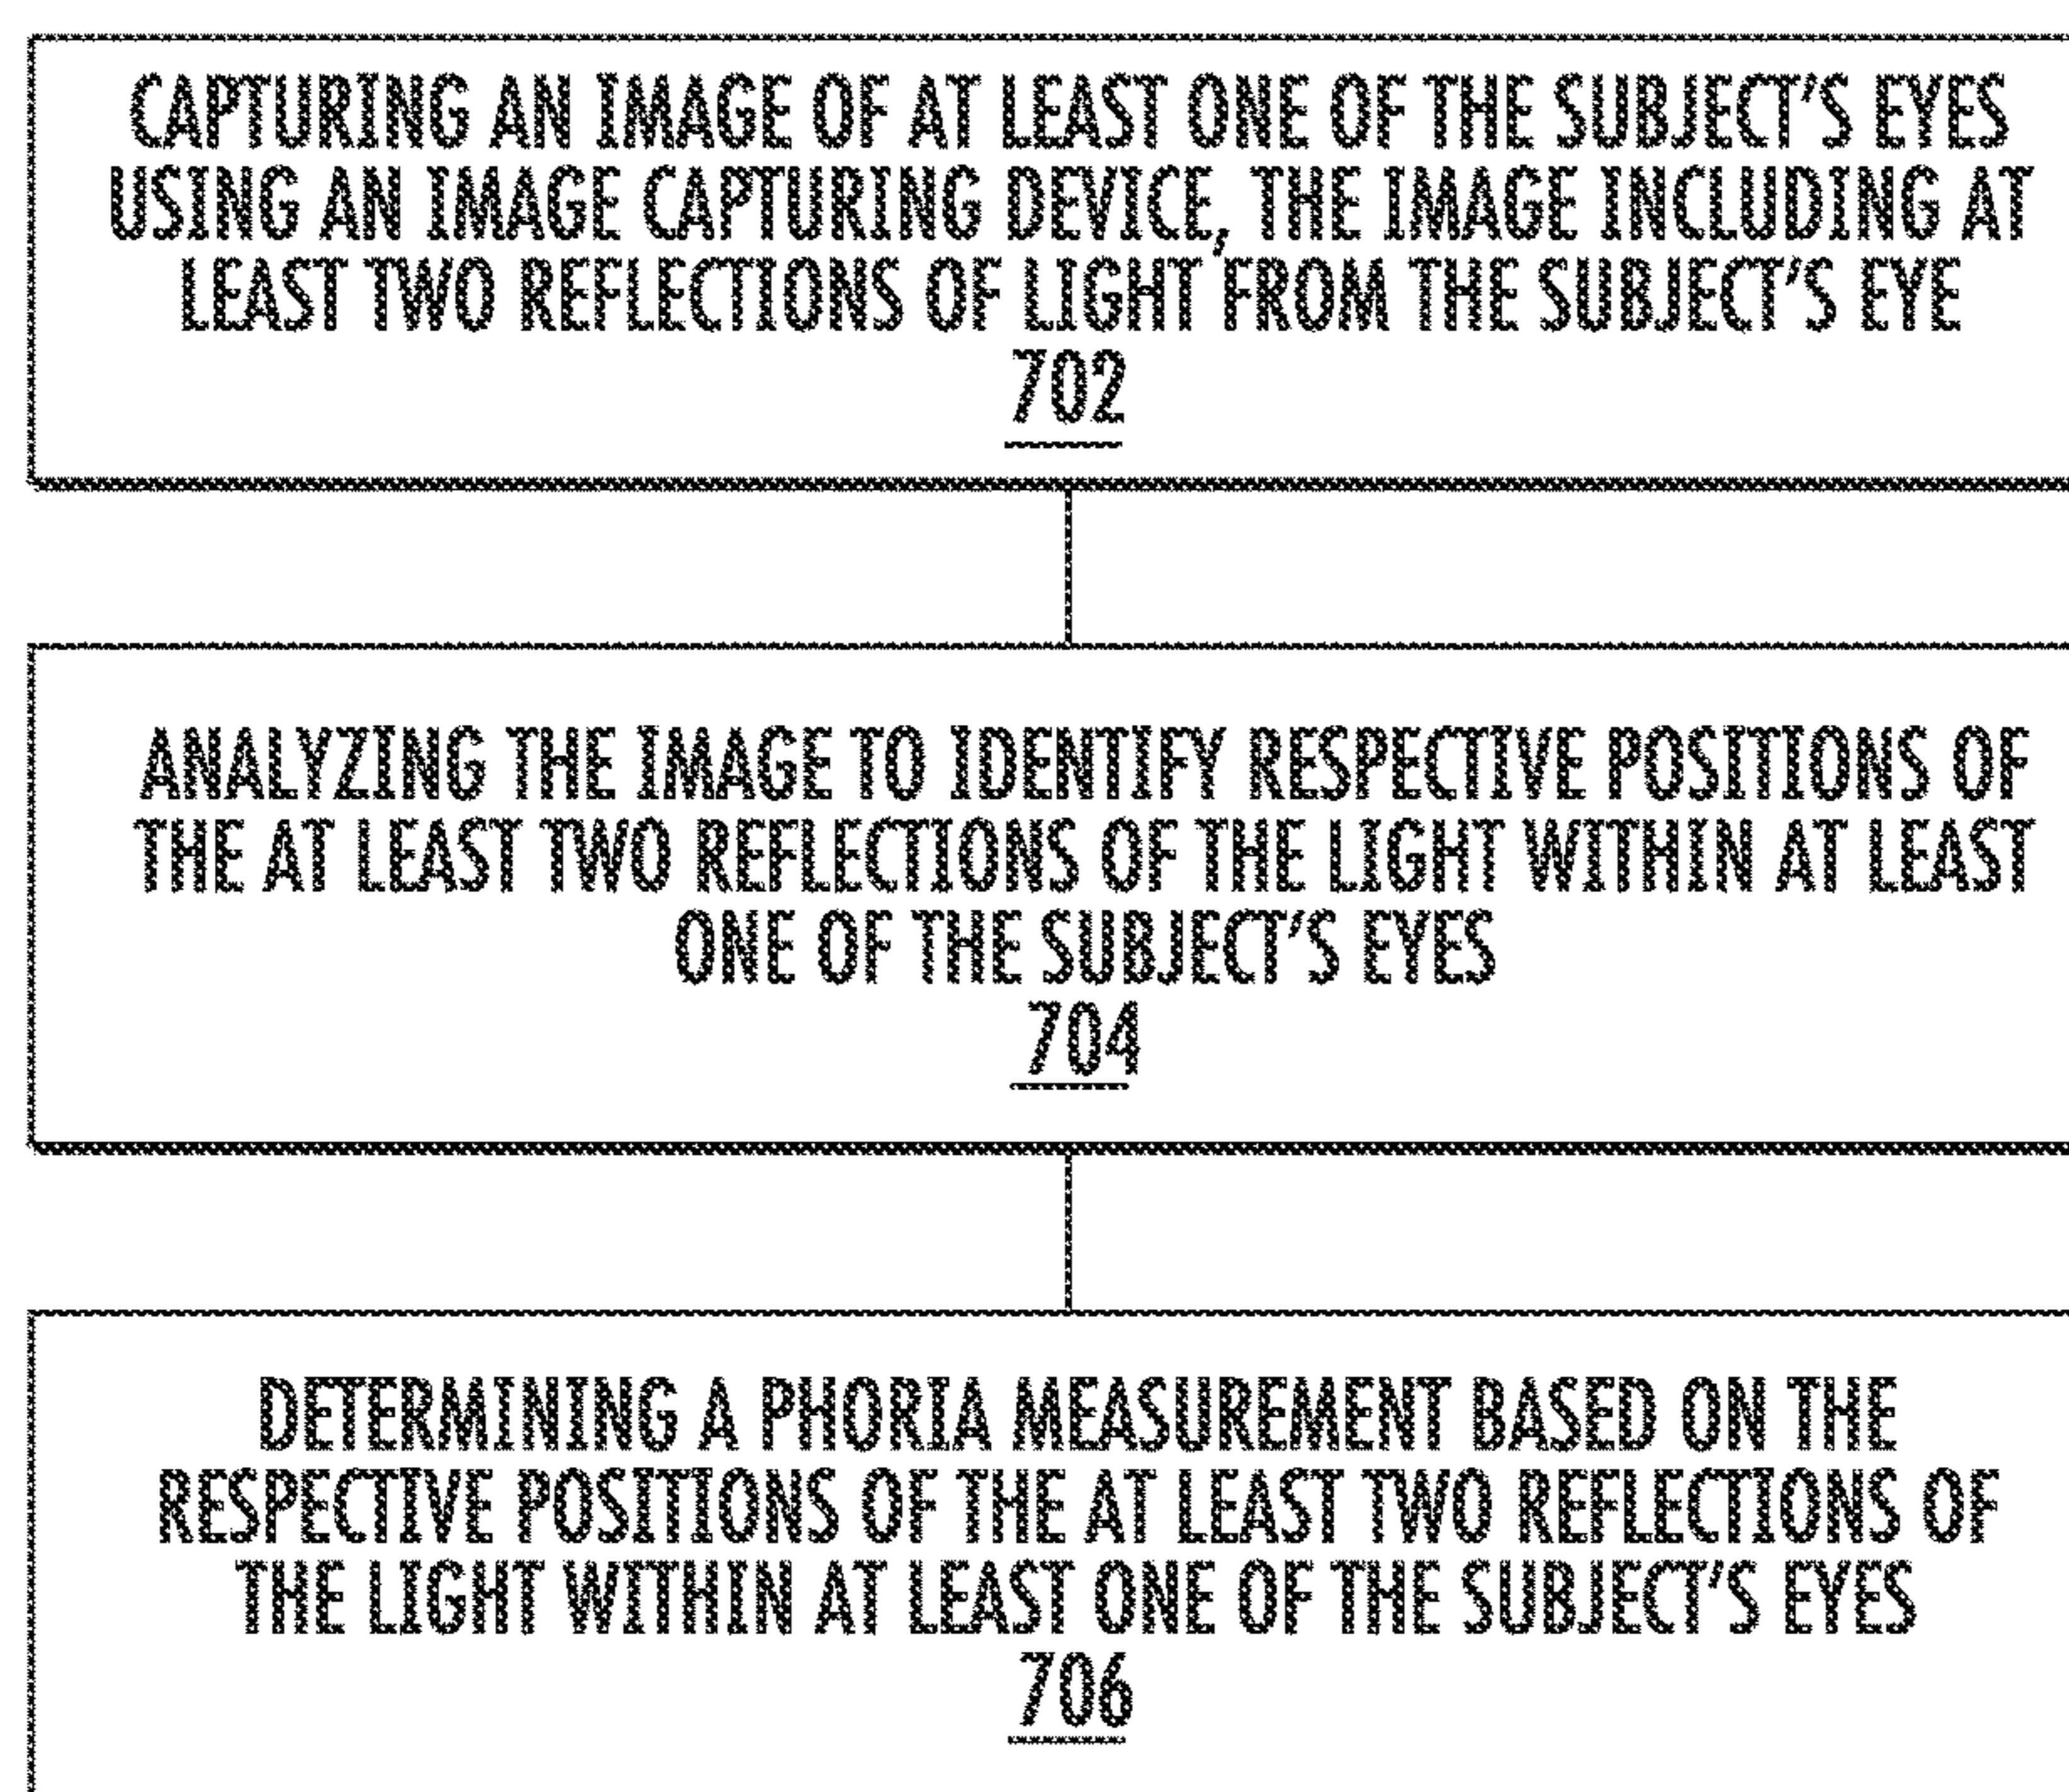 CAPTURING AN IMAGE OF AT LEAST ONE OF THE SUBJECT'S EYES
USING AN IMAGE CAPTURING DEVICE, THE IMAGE INCLUDING AT
LEAST TWO REFLECTIONS OF LIGHT FROM THE SUBJECT'S EYE
702
ANALYZING THE IMAGE TO IDENTIFY RESPECTIVE POSITIONS OF
THE AT LEAST TWO REFLECTIONS OF THE LIGHT WITHIN AT LEAST
ONE OF THE SUBJECT'S EYES
704
DETERMINING A PHORIA MEASUREMENT BASED ON THE
RESPECTIVE POSITIONS OF THE AT LEAST TWO REFLECTIONS OF
THE LIGHT WITHIN AT LEAST ONE OF THE SUBJECT'S EYES
706